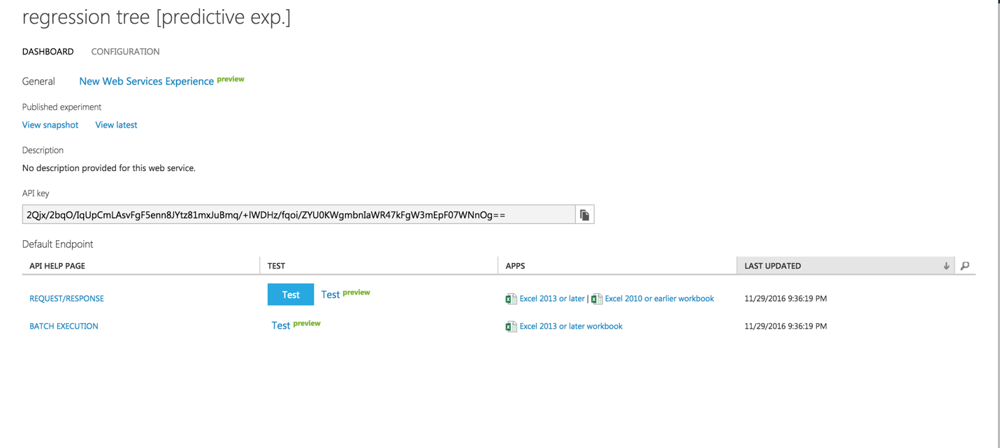 regression tree [predictive exp.]
DASHBOARD CONFIGURATION
General New Web Services Experience preview
Published experiment
View snapshot View latest
Description
No description provided for this web service.
API key
2Qjx/2bqO/IqUpCmLAsvFgF5enn8JYtz81mxJuBmq/+lWDHz/fqoi/ZYU0KWgmbnIaWR47kFgW3mEpF07WNnOg==
Default Endpoint
API HELP PAGE TEST APPS LAST UPDATED
REQUEST/RESPONSE Test Test preview Excel 2013 or later | Excel 2010 or earlier workbook 11/29/2016 9:36:19 PM
BATCH EXECUTION Test preview Excel 2013 or later workbook 11/29/2016 9:36:19 PM